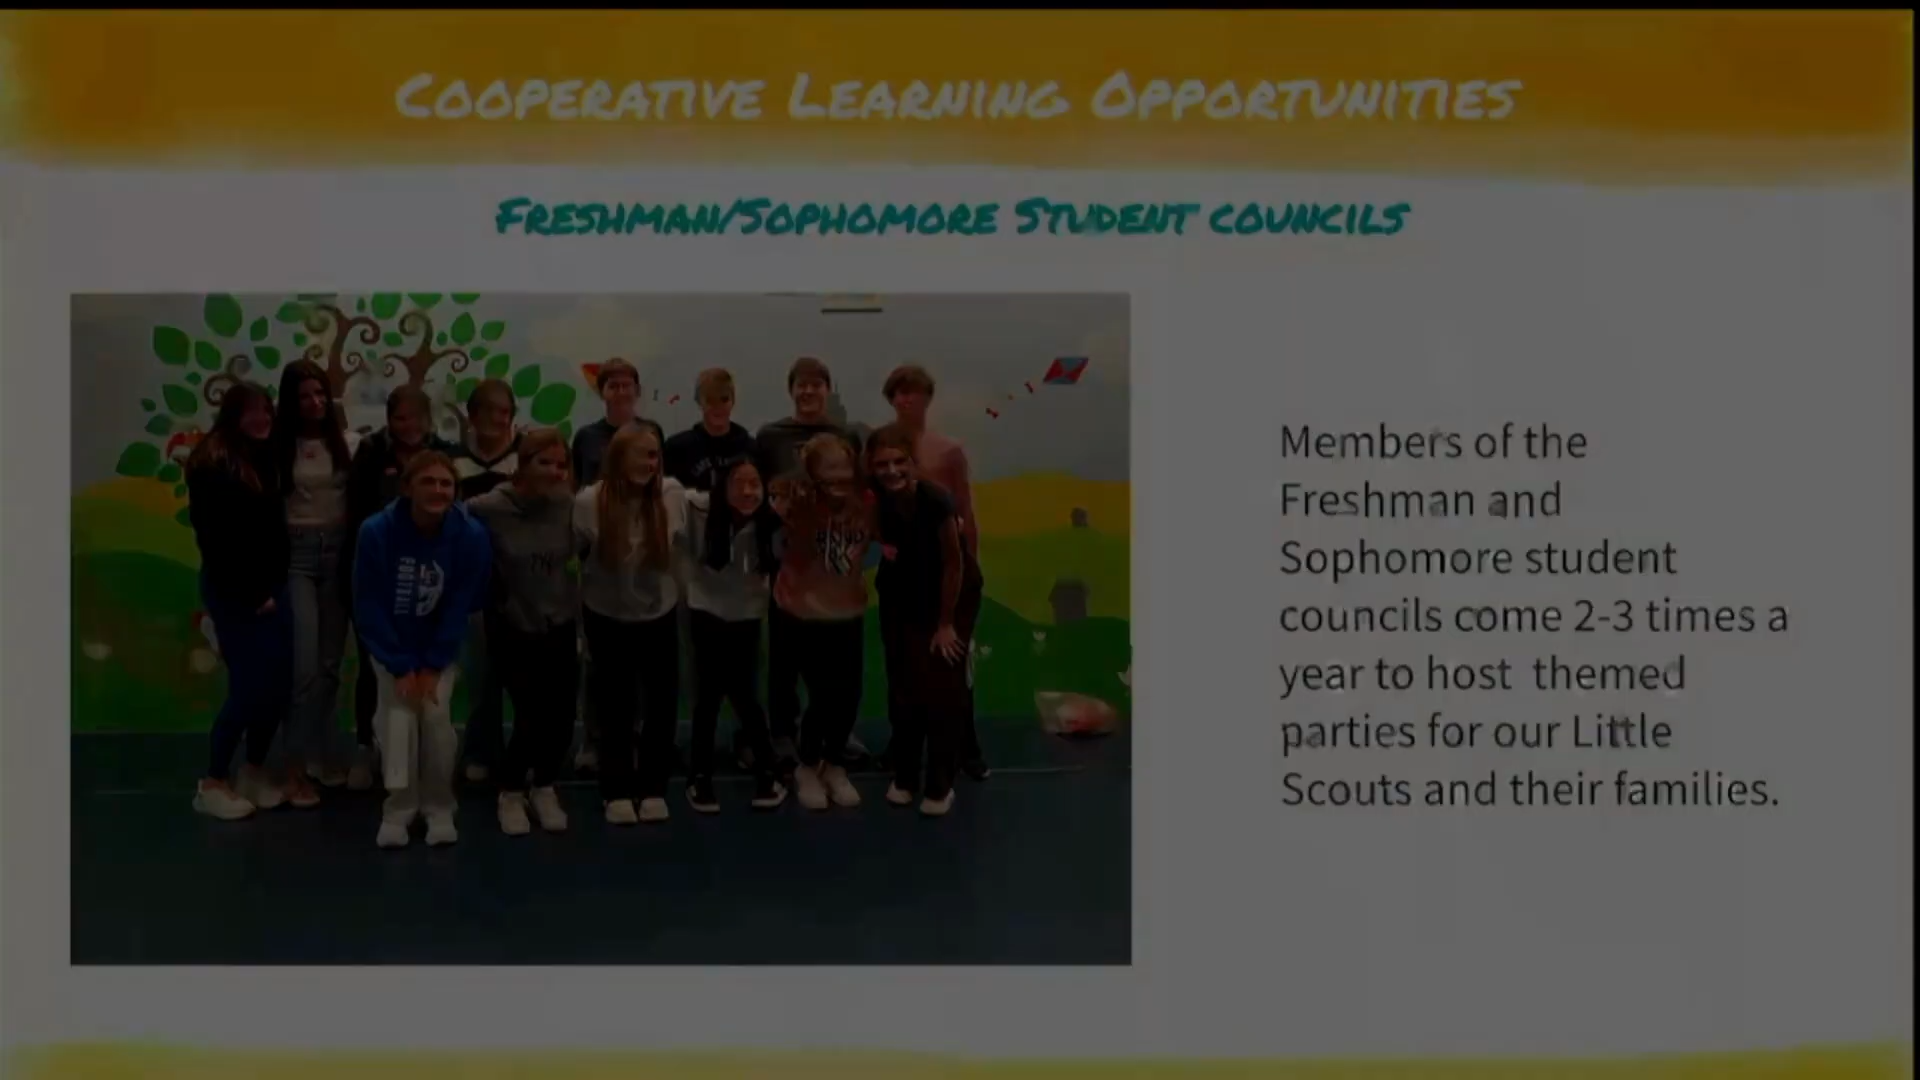 Cooperative Learning Opportunities
Freshman/Sophomore Student councils
Members of the
Freshman and
Sophomore student
councils come 2-3 times a
year to host themed
parties for our Little
Scouts and their families.
FOOTBALL